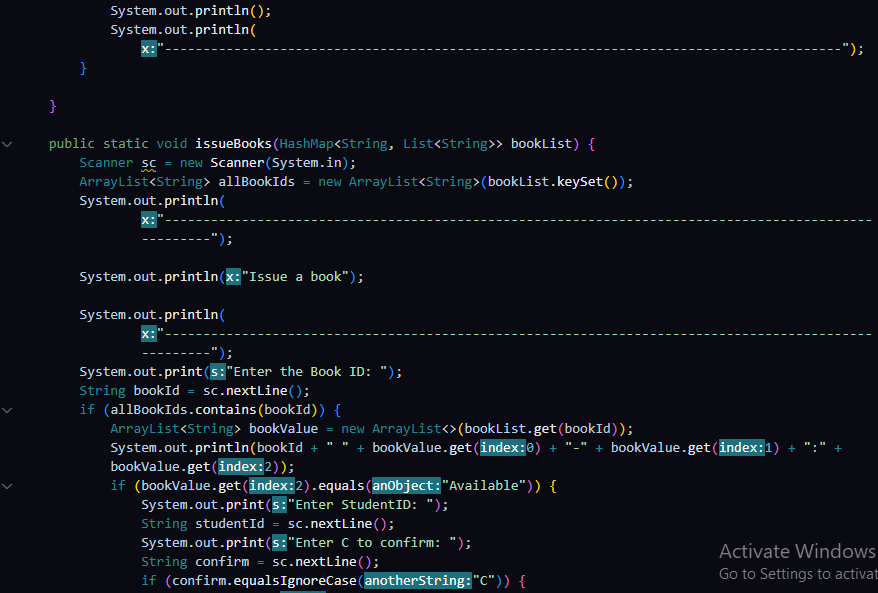 System.out.println();
System.out.println(
x:"----------------------------------------------------------------------------------------");
}
}
public static void issueBooks(HashMap<String, List<String>> bookList) {
Scanner sc = new Scanner(System.in);
ArrayList<String> allBookIds = new ArrayList<String>(bookList.keySet());
System.out.println(
x:"--------------------------------------------------------------------------------------------
---------");
System.out.println(x:"Issue a book");
System.out.println(
x:"--------------------------------------------------------------------------------------------
---------");
System.out.print(s:"Enter the Book ID: ");
String bookId = sc.nextLine();
if (allBookIds.contains(bookId)) {
ArrayList<String> bookValue = new ArrayList<>(bookList.get(bookId));
System.out.println(bookId + " " + bookValue.get(index:0) + "-" + bookValue.get(index:1) + ":" +
bookValue.get(index:2));
if (bookValue.get(index:2).equals(anObject:"Available")) {
System.out.print(s:"Enter StudentID: ");
String studentId = sc.nextLine();
System.out.print(s:"Enter C to confirm: ");
String confirm = sc.nextLine();
if (confirm.equalsIgnoreCase(anotherString:"C")) {
Activate Windows
Go to Settings to activat